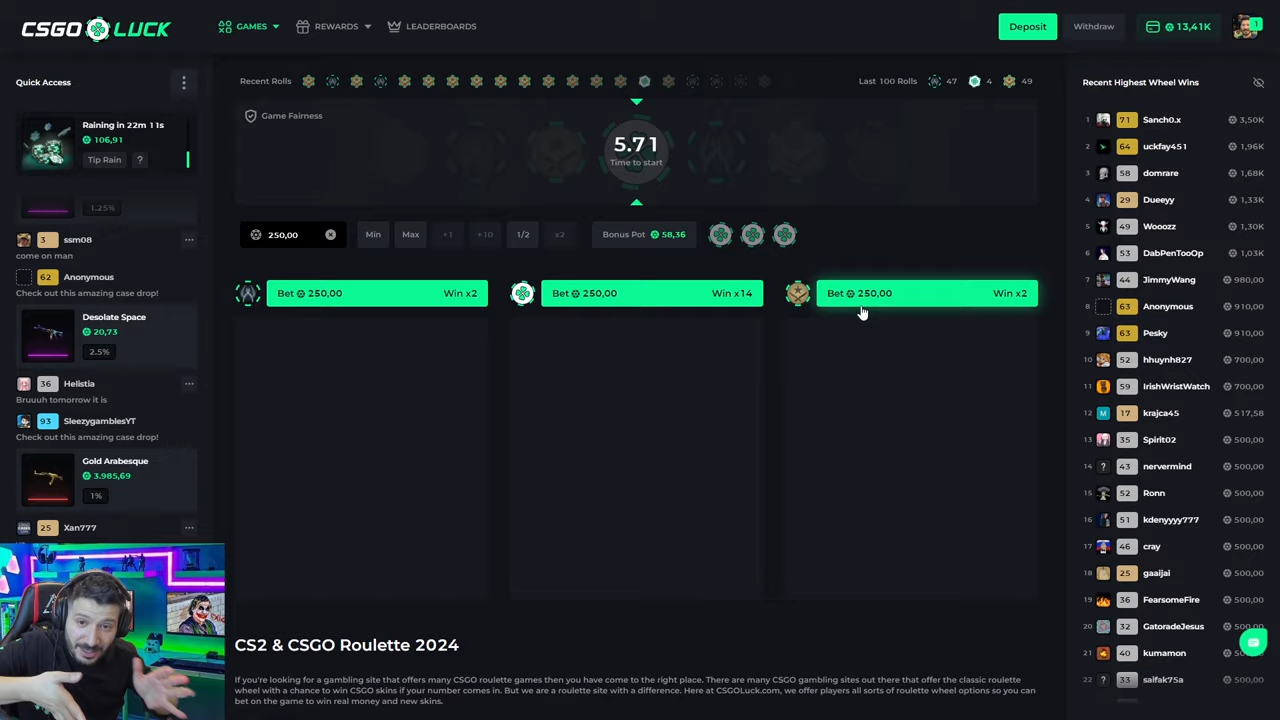 CSGO LUCK
GAMES
REWARDS
LEADERBOARDS
Deposit
Withdraw
13,41K
1
Quick Access
Raining in 22m 11s
106,91
Tip Rain
?
1.25%
3 ssm08
come on man
62 Anonymous
Check out this amazing case drop!
Desolate Space
20,73
2.5%
36 Helistia
Bruuuh tomorrow it is
93 SleezygamblesYT
Check out this amazing case drop!
Gold Arabesque
3.985,69
1%
25 Xan777
Recent Rolls
Last 100 Rolls
47
4
49
Game Fairness
5.71
Time to start
250,00
Min
Max
+1
+10
1/2
x2
Bonus Pot 58,36
Bet 250,00 Win x2
Bet 250,00 Win x14
Bet 250,00 Win x2
CS2 & CSGO Roulette 2024
If you're looking for a gambling site that offers many CSGO roulette games then you have come to the right place. There are many CSGO gambling sites out there that offer the classic roulette
wheel with a chance to win CSGO skins if your number comes in. But we are a roulette site with a difference. Here at CSGOLuck.com, we offer players all sorts of roulette wheel options so you can
bet on the game to win real money and new skins.
Recent Highest Wheel Wins
1 71 Sanch0.x 3,50K
2 64 uckfay451 1,96K
3 58 domrare 1,68K
4 29 Dueeyy 1,33K
5 49 Wooozz 1,30K
6 53 DabPenTooOp 1,03K
7 44 JimmyWang 980,00
8 63 Anonymous 910,00
9 63 Pesky 910,00
10 52 hhuynh827 700,00
11 59 IrishWristWatch 700,00
12 M 17 krajca45 517,58
13 35 Spirit02 500,00
14 ? 43 nervermind 500,00
15 52 Ronn 500,00
16 51 kdenyyyy777 500,00
17 46 cray 500,00
18 25 gaaijai 500,00
19 36 FearsomeFire 500,00
20 32 GatoradeJesus 500,00
21 40 kumamon
22 ? 33 saifak75a 500,00